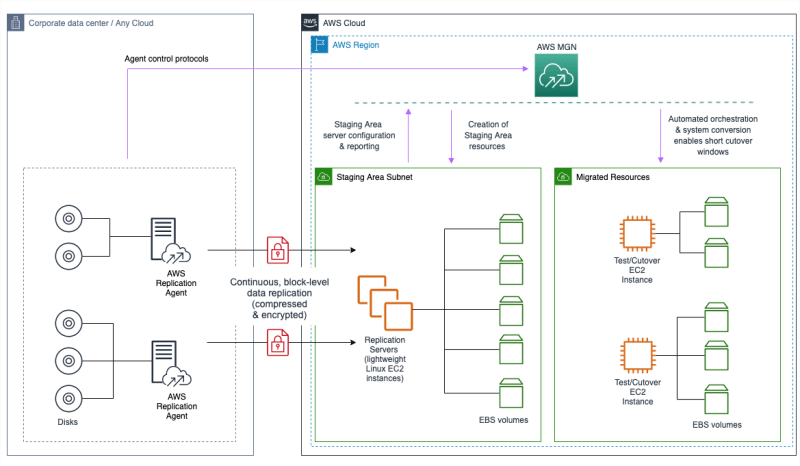 Corporate data center / Any Cloud
aws
AWS Cloud
AWS Region
AWS MGN
Agent control protocols
Staging Area
server configuration
& reporting
Creation of
Staging Area
resources
Automated orchestration
& system conversion
enables short cutover
windows
Staging Area Subnet
Migrated Resources
AWS
Replication
Agent
Continuous, block-level
data replication
(compressed
& encrypted)
Test/Cutover
EC2
Instance
Replication
Servers
(lightweight
Linux EC2
instances)
Test/Cutover
EC2
Instance
AWS
Replication
Agent
Disks
EBS volumes
EBS volumes